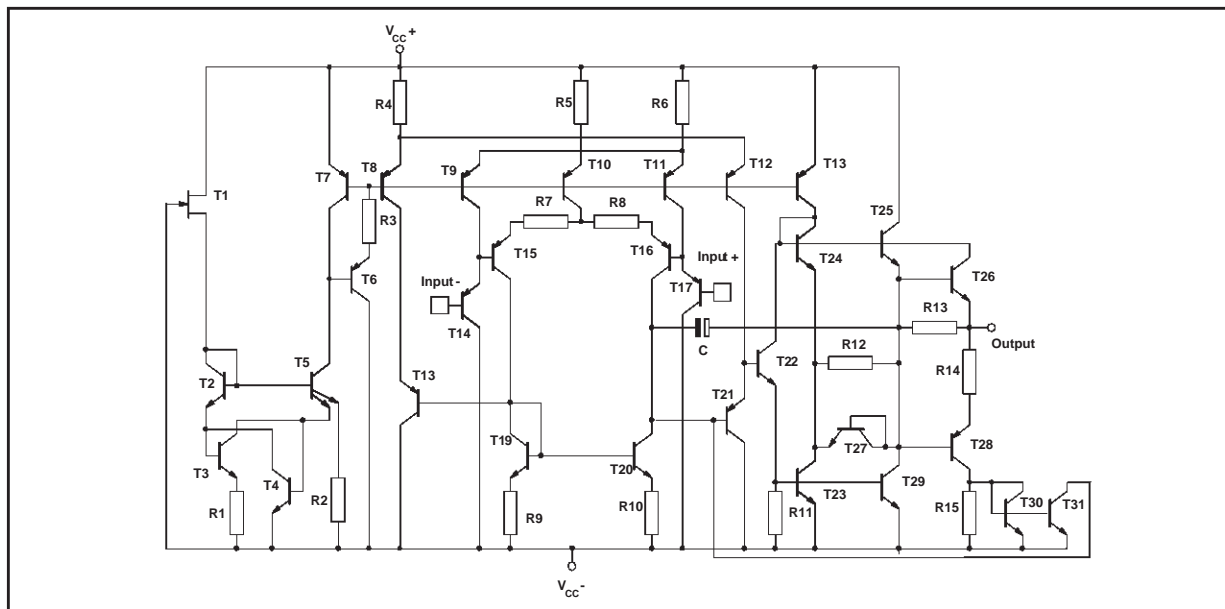 VCC+
R4
R5
R6
T7
T8
T9
T10
T11
T12
T13
T1
R3
R7
R8
T25
T15
T16
Input+
T24
T6
T26
Input -
T17
R13
T14
C
Output
T5
T22
R12
R14
T2
T13
T21
T19
T27
T28
T3
T20
T4
T23
T29
R1
R2
R9
R10
R11
R15
T30
T31
VCC-